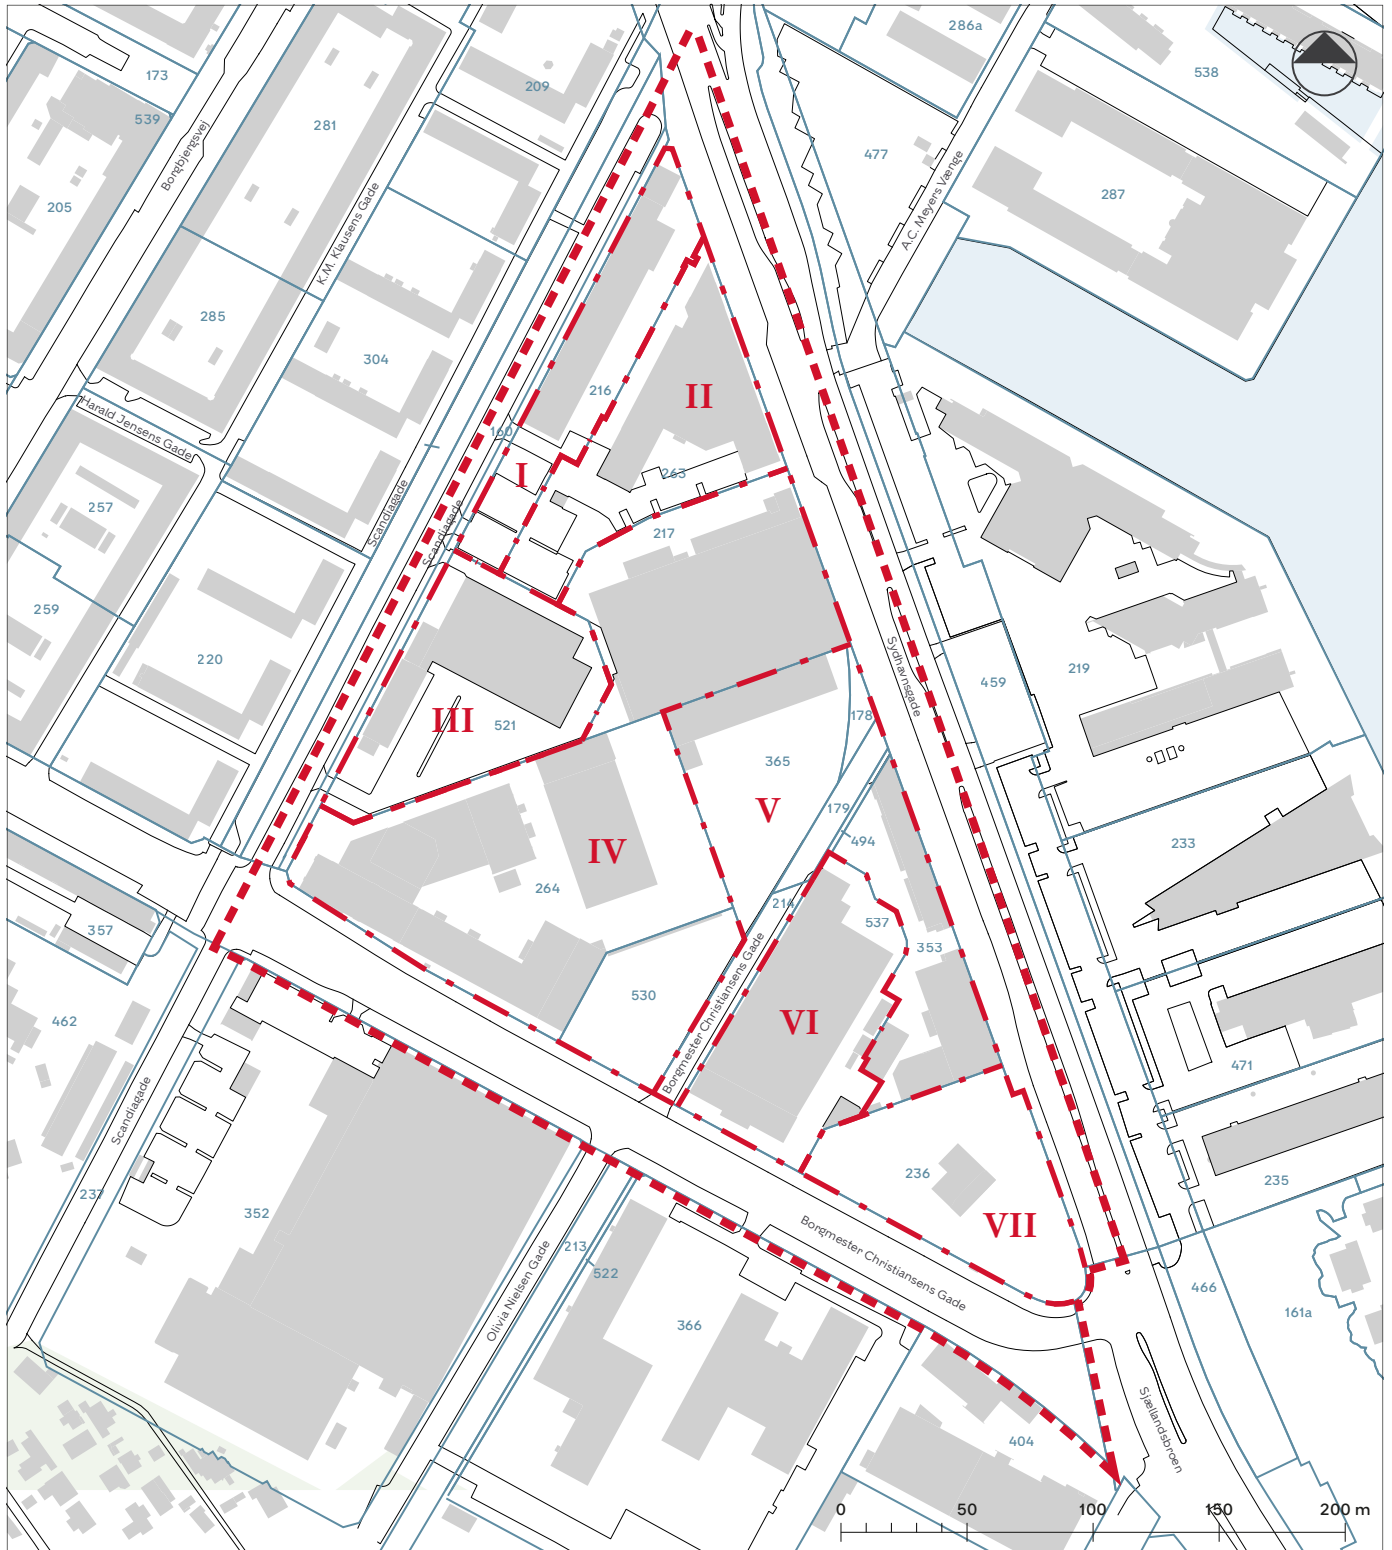 286a
173
538
209
539
281
Borgbjergsvej
477
A.C. Meyers Vænge
205
287
K.M. Klausens Gade
285
304
216
II
Harald Jensens Gade
160
I
263
257
Scandiagade
Scandiagade
217
259
220
Sydhavnsgade
219
459
III
521
178
365
V
179
494
233
IV
264
214
357
537
353
530
Borgmester Christiansens Gade
VI
462
471
Scandiagade
237
236
235
352
VII
Borgmester Christiansens Gade
213
522
Olivia Nielsen Gade
466
161a
366
Sjællandsbroen
404
0 50 100 150 200 m